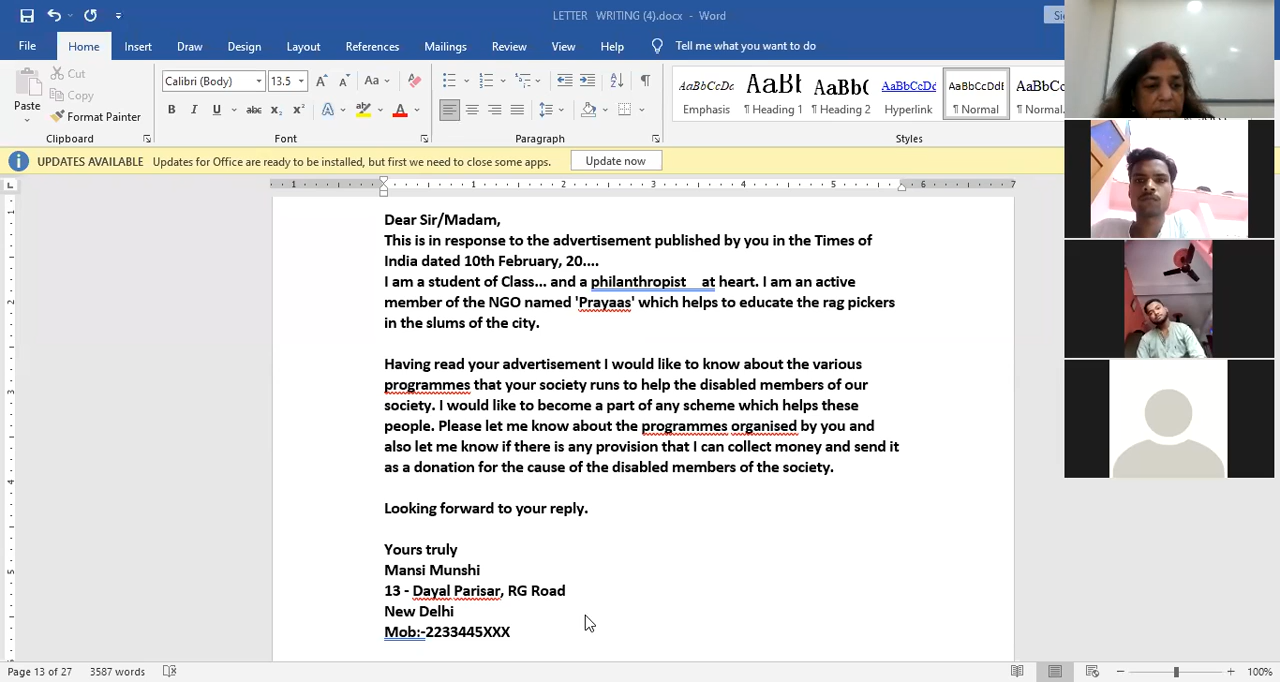 LETTER WRITING (4).docx - Word
File Home Insert Draw Design Layout References Mailings Review View Help Tell me what you want to do
Paste
Cut
Copy
Format Painter
Clipboard
Calibri (Body) 13.5
Font
Paragraph
AaBbCcDc AaBb AaBb( AaBbCcDd AaBbCcDdE AaBbCc
Emphasis ¶ Heading 1 ¶ Heading 2 Hyperlink ¶ Normal ¶ Normal.
Styles
UPDATES AVAILABLE Updates for Office are ready to be installed, but first we need to close some apps. Update now
1 1 2 3 4 5 6 7
Dear Sir/Madam,
This is in response to the advertisement published by you in the Times of
India dated 10th February, 20....
I am a student of Class... and a philanthropist at heart. I am an active
member of the NGO named 'Prayaas' which helps to educate the rag pickers
in the slums of the city.
Having read your advertisement I would like to know about the various
programmes that your society runs to help the disabled members of our
society. I would like to become a part of any scheme which helps these
people. Please let me know about the programmes organised by you and
also let me know if there is any provision that I can collect money and send it
as a donation for the cause of the disabled members of the society.
Looking forward to your reply.
Yours truly
Mansi Munshi
13 - Dayal Parisar, RG Road
New Delhi
Mob:-2233445XXX
Page 13 of 27 3587 words 100%